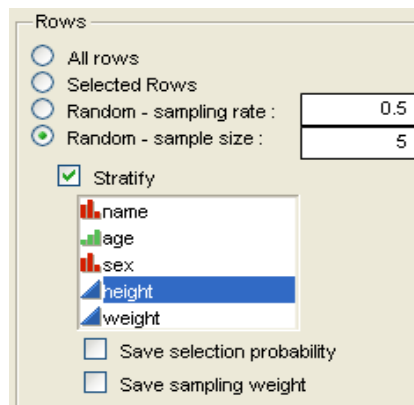 Rows
All rows
Selected Rows
Random - sampling rate : 0.5
Random - sample size : 5
Stratify
name
age
sex
height
weight
Save selection probability
Save sampling weight